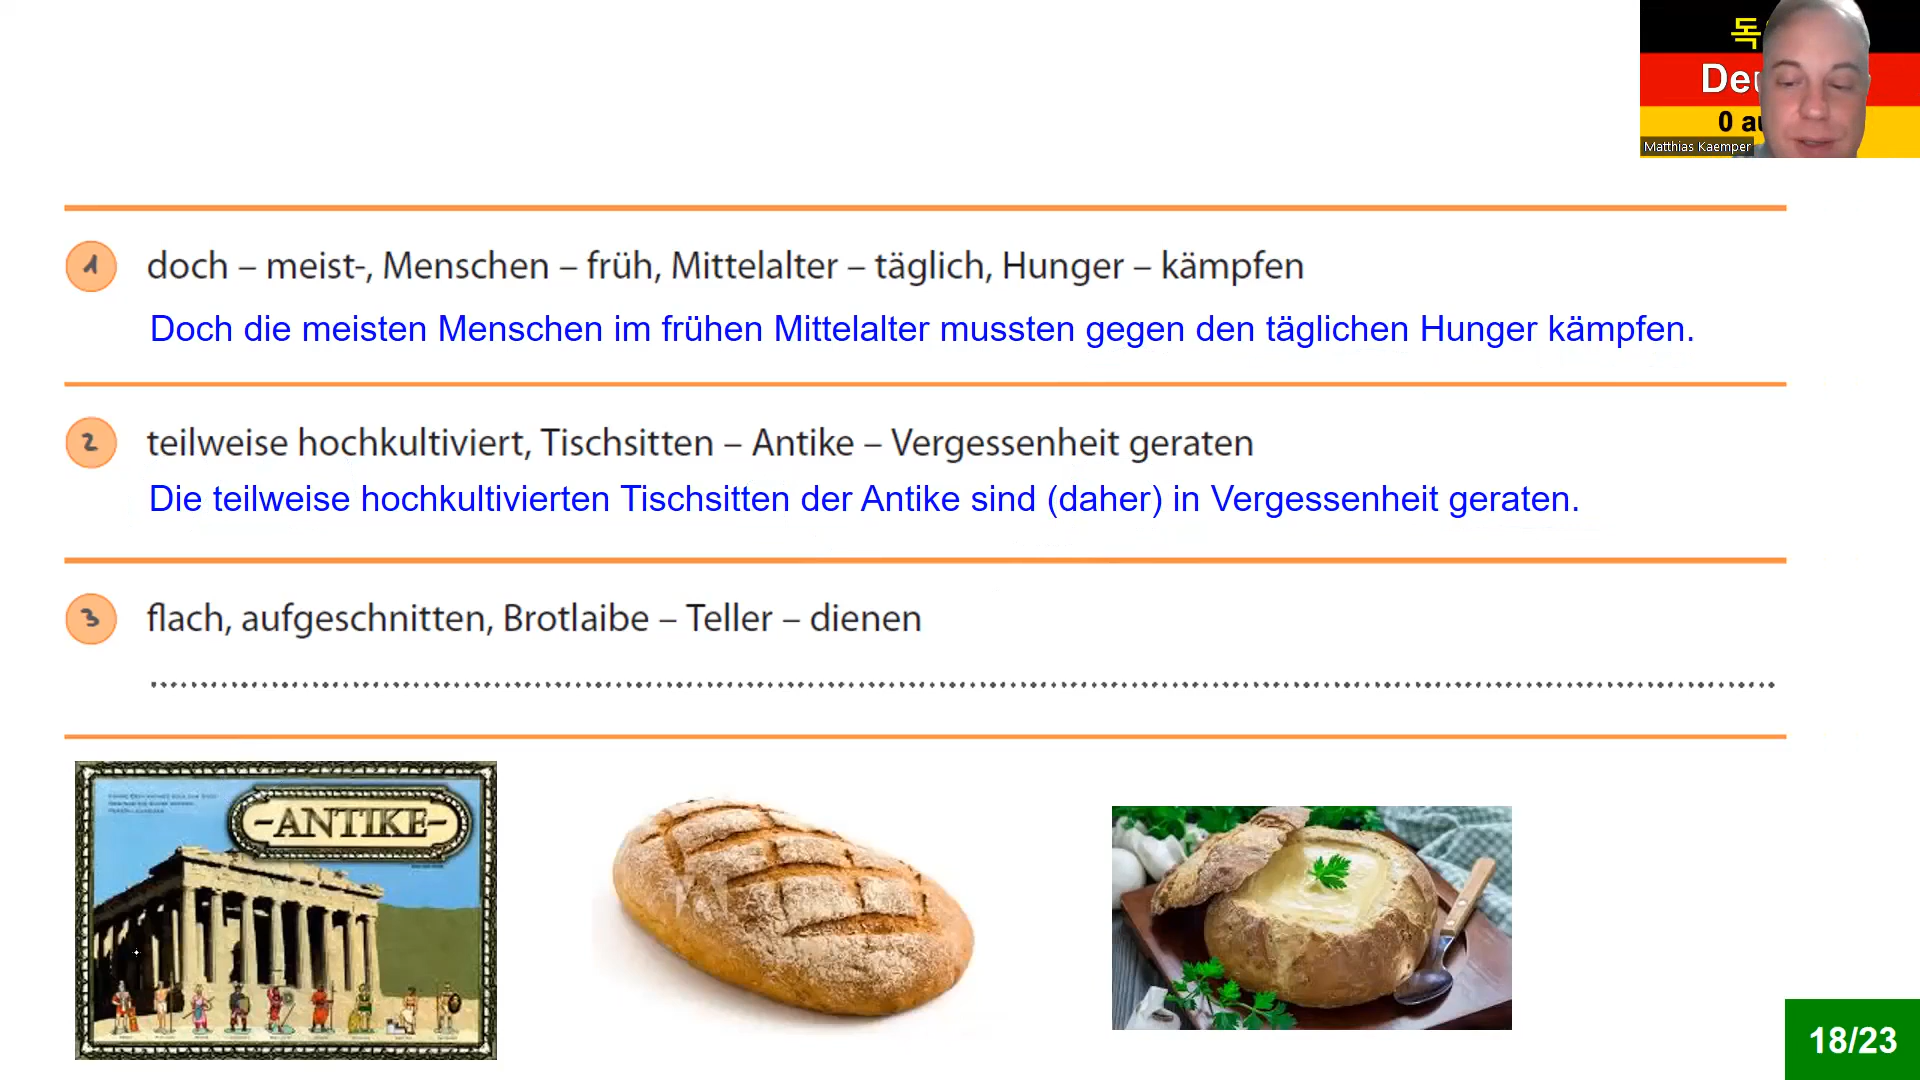 독
Deu
0 au
Matthias Kaemper
1 doch – meist-, Menschen – früh, Mittelalter – täglich, Hunger – kämpfen
Doch die meisten Menschen im frühen Mittelalter mussten gegen den täglichen Hunger kämpfen.
2 teilweise hochkultiviert, Tischsitten – Antike – Vergessenheit geraten
Die teilweise hochkultivierten Tischsitten der Antike sind (daher) in Vergessenheit geraten.
3 flach, aufgeschnitten, Brotlaibe – Teller – dienen
-ANTIKE-
18/23